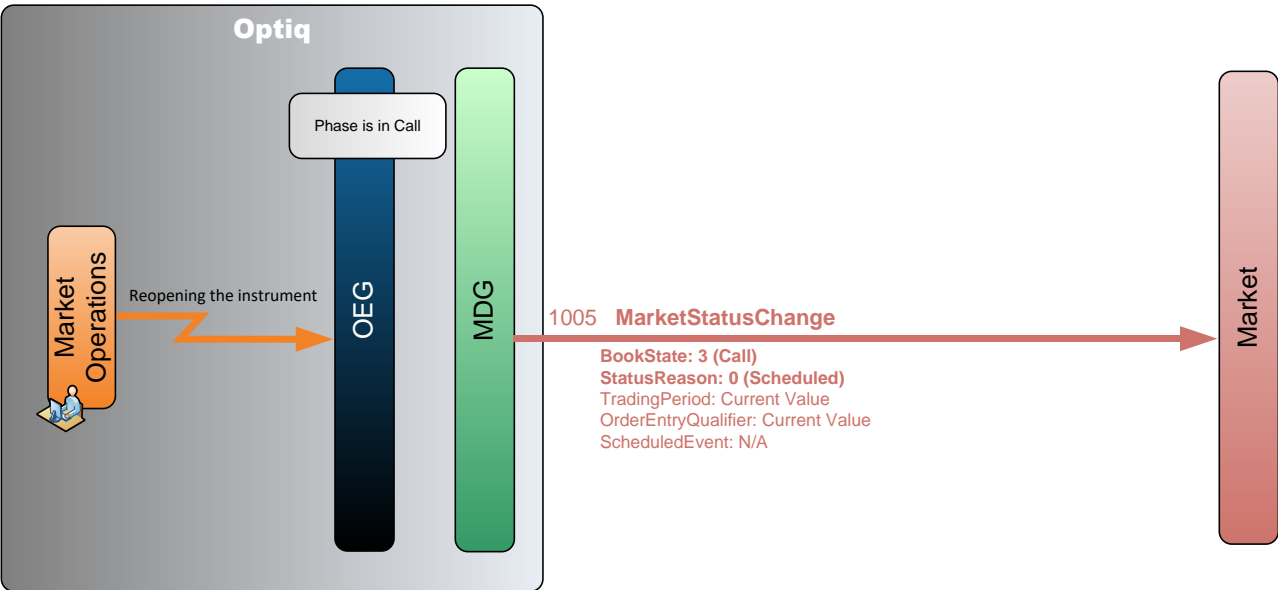 Optiq
Phase is in Call
Market
Operations
Reopening the instrument
OEG
MDG
1005 MarketStatusChange
BookState: 3 (Call)
StatusReason: 0 (Scheduled)
TradingPeriod: Current Value
OrderEntryQualifier: Current Value
ScheduledEvent: N/A
Market